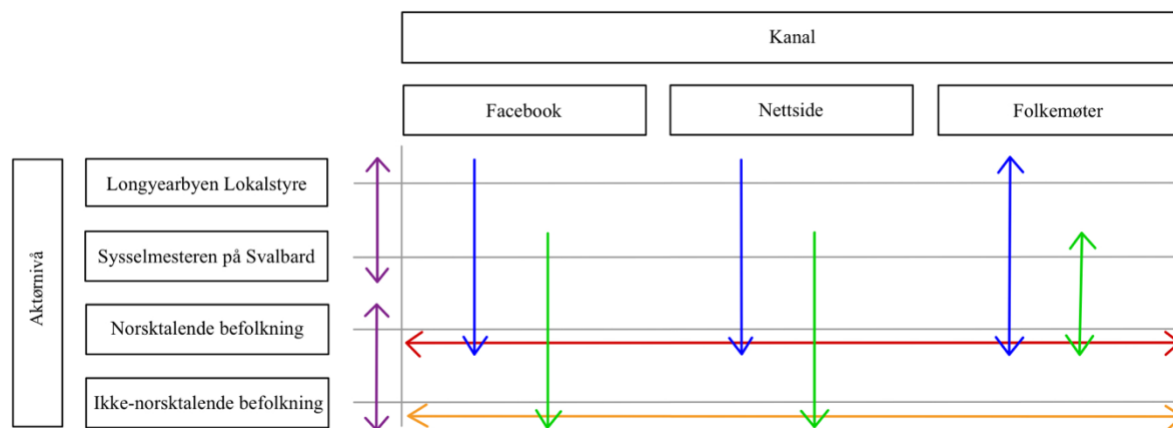 Kanal
Facebook
Nettside
Folkemøter
Aktørnivå
Longyearbyen Lokalstyre
Sysselmesteren på Svalbard
Norsktalende befolkning
Ikke-norsktalende befolkning